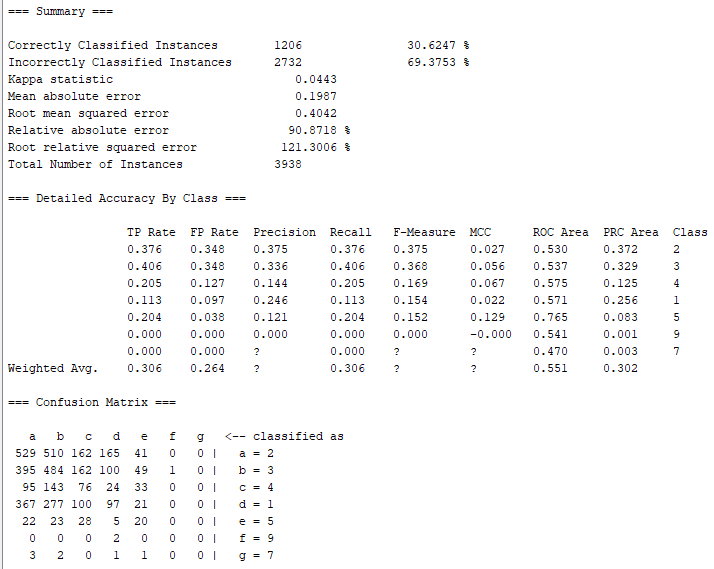 === Summary ===
Correctly Classified Instances 1206 30.6247 %
Incorrectly Classified Instances 2732 69.3753 %
Kappa statistic 0.0443
Mean absolute error 0.1987
Root mean squared error 0.4042
Relative absolute error 90.8718 %
Root relative squared error 121.3006 %
Total Number of Instances 3938
=== Detailed Accuracy By Class ===
TP Rate FP Rate Precision Recall F-Measure MCC ROC Area PRC Area Class
0.376 0.348 0.375 0.376 0.375 0.027 0.530 0.372 2
0.406 0.348 0.336 0.406 0.368 0.056 0.537 0.329 3
0.205 0.127 0.144 0.205 0.169 0.067 0.575 0.125 4
0.113 0.097 0.246 0.113 0.154 0.022 0.571 0.256 1
0.204 0.038 0.121 0.204 0.152 0.129 0.765 0.083 5
0.000 0.000 0.000 0.000 0.000 -0.000 0.541 0.001 9
0.000 0.000 ? 0.000 ? ? 0.470 0.003 7
Weighted Avg. 0.306 0.264 ? 0.306 ? ? 0.551 0.302
=== Confusion Matrix ===
a b c d e f g <-- classified as
529 510 162 165 41 0 0 | a = 2
395 484 162 100 49 1 0 | b = 3
95 143 76 24 33 0 0 | c = 4
367 277 100 97 21 0 0 | d = 1
22 23 28 5 20 0 0 | e = 5
0 0 0 2 0 0 0 | f = 9
3 2 0 1 1 0 0 | g = 7